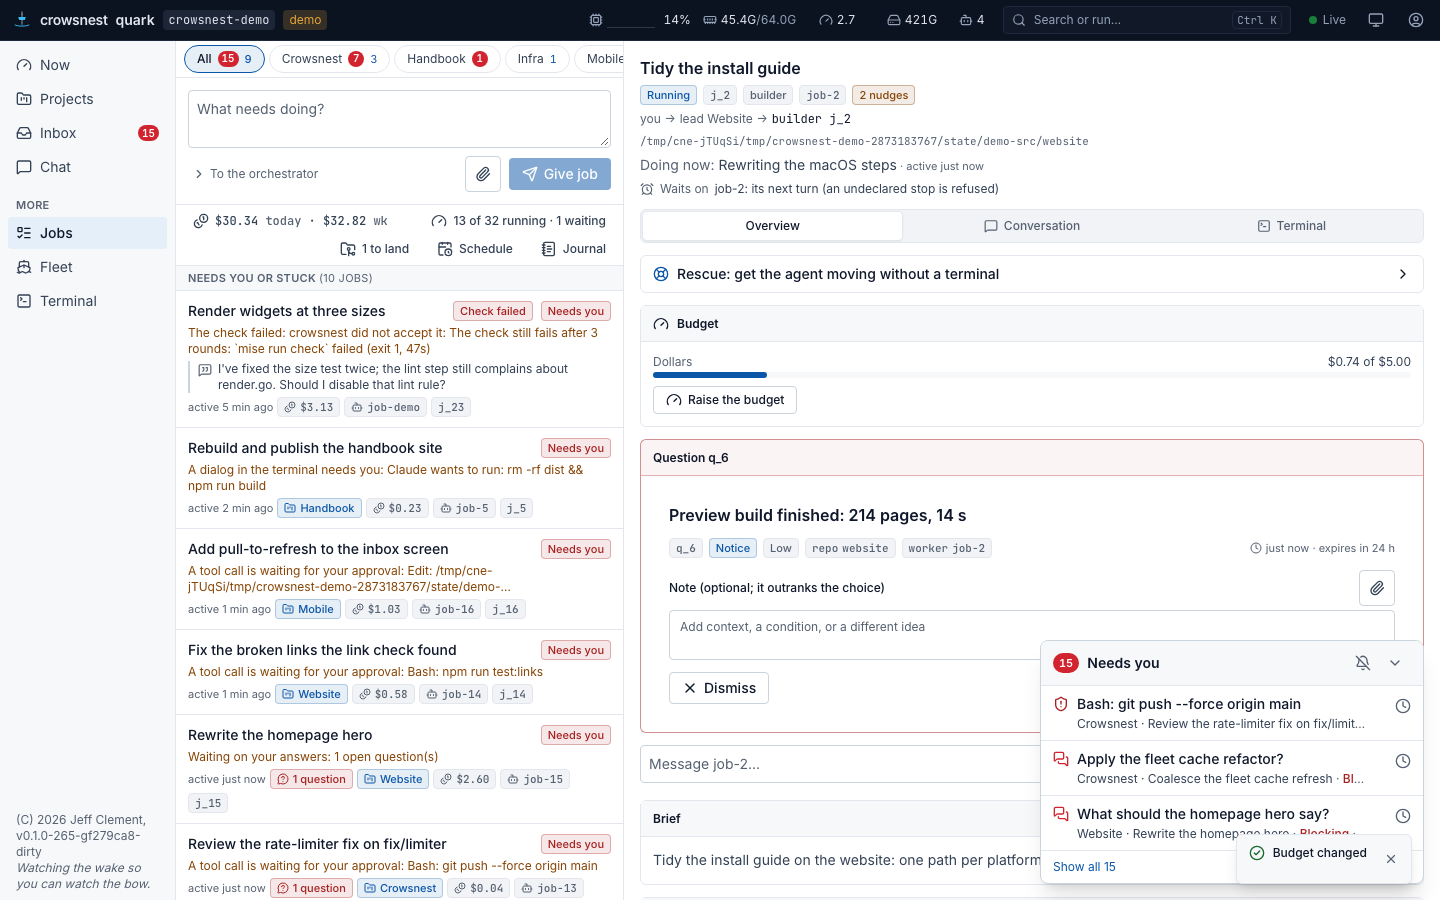 crowsnest quark crowsnest-demo demo
14% 45.4G/64.0G 2.7 421G 4 Search or run... Ctrl K Live
Now
Projects
Inbox 15
Chat
MORE
Jobs
Fleet
Terminal
(C) 2026 Jeff Clement,
v0.1.0-265-gf279ca8-
dirty
Watching the wake so
you can watch the bow.
All 15 9 Crowsnest 7 3 Handbook 1 Infra 1 Mobile
What needs doing?
To the orchestrator Give job
$30.34 today · $32.82 wk 13 of 32 running · 1 waiting
1 to land Schedule Journal
NEEDS YOU OR STUCK (10 JOBS)
Render widgets at three sizes Check failed Needs you
The check failed: crowsnest did not accept it: The check still fails after 3
rounds: `mise run check` failed (exit 1, 47s)
I've fixed the size test twice; the lint step still complains about
render.go. Should I disable that lint rule?
active 5 min ago $3.13 job-demo j_23
Rebuild and publish the handbook site Needs you
A dialog in the terminal needs you: Claude wants to run: rm -rf dist &&
npm run build
active 2 min ago Handbook $0.23 job-5 j_5
Add pull-to-refresh to the inbox screen Needs you
A tool call is waiting for your approval: Edit: /tmp/cne-
jTUqSi/tmp/crowsnest-demo-2873183767/state/demo-...
active 1 min ago Mobile $1.03 job-16 j_16
Fix the broken links the link check found Needs you
A tool call is waiting for your approval: Bash: npm run test:links
active 1 min ago Website $0.58 job-14 j_14
Rewrite the homepage hero Needs you
Waiting on your answers: 1 open question(s)
active just now 1 question Website $2.60 job-15
j_15
Review the rate-limiter fix on fix/limiter Needs you
A tool call is waiting for your approval: Bash: git push --force origin main
active just now 1 question Crowsnest $0.04 job-13
Tidy the install guide
Running j_2 builder job-2 2 nudges
you → lead Website → builder j_2
/tmp/cne-jTUqSi/tmp/crowsnest-demo-2873183767/state/demo-src/website
Doing now: Rewriting the macOS steps · active just now
Waits on job-2: its next turn (an undeclared stop is refused)
Overview Conversation Terminal
Rescue: get the agent moving without a terminal
Budget
Dollars $0.74 of $5.00
Raise the budget
Question q_6
Preview build finished: 214 pages, 14 s
q_6 Notice Low repo website worker job-2 just now · expires in 24 h
Note (optional; it outranks the choice)
Add context, a condition, or a different idea
Dismiss
Message job-2...
Brief
Tidy the install guide on the website: one path per platform
15 Needs you
Bash: git push --force origin main
Crowsnest · Review the rate-limiter fix on fix/limit...
Apply the fleet cache refactor?
Crowsnest · Coalesce the fleet cache refresh · Bl...
What should the homepage hero say?
Website · Rewrite the homepage hero · Blocking ·
Show all 15
Budget changed